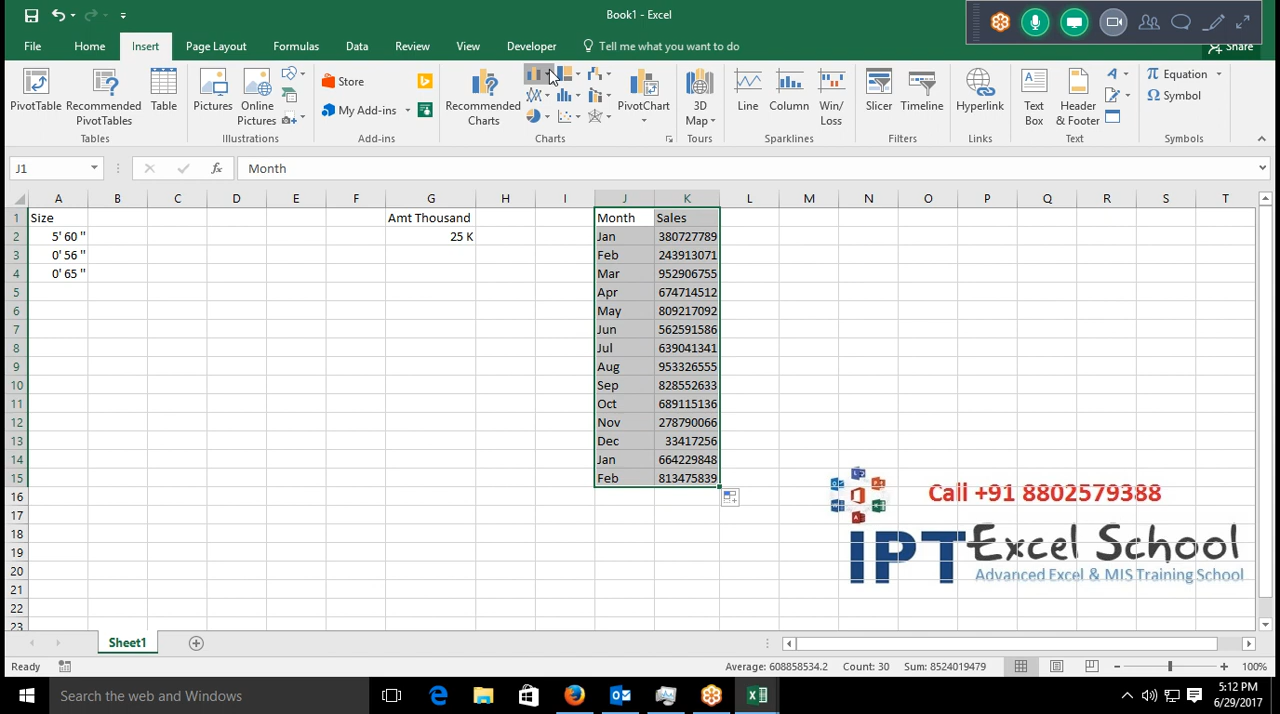 Book1 - Excel
File Home Insert Page Layout Formulas Data Review View Developer Tell me what you want to do Share
PivotTable Recommended PivotTables Table Pictures Online Pictures Store My Add-ins Recommended Charts PivotChart 3D Map Line Column Win/Loss Slicer Timeline Hyperlink Text Box Header & Footer Equation Symbol
Tables Illustrations Add-ins Charts Tours Sparklines Filters Links Text Symbols
J1 fx Month
A B C D E F G H I J K L M N O P Q R S T
1 Size Amt Thousand Month Sales
2 5' 60 " 25 K Jan 380727789
3 0' 56 " Feb 243913071
4 0' 65 " Mar 952906755
5 Apr 674714512
6 May 809217092
7 Jun 562591586
8 Jul 639041341
9 Aug 953326555
10 Sep 828552633
11 Oct 689115136
12 Nov 278790066
13 Dec 33417256
14 Jan 664229848
15 Feb 813475839
16
17
18
19
20
21
22
23
Call +91 8802579388
IPT Excel School
Advanced Excel & MIS Training School
Sheet1
Ready Average: 608858534.2 Count: 30 Sum: 8524019479 100%
Search the web and Windows 5:12 PM
6/29/2017